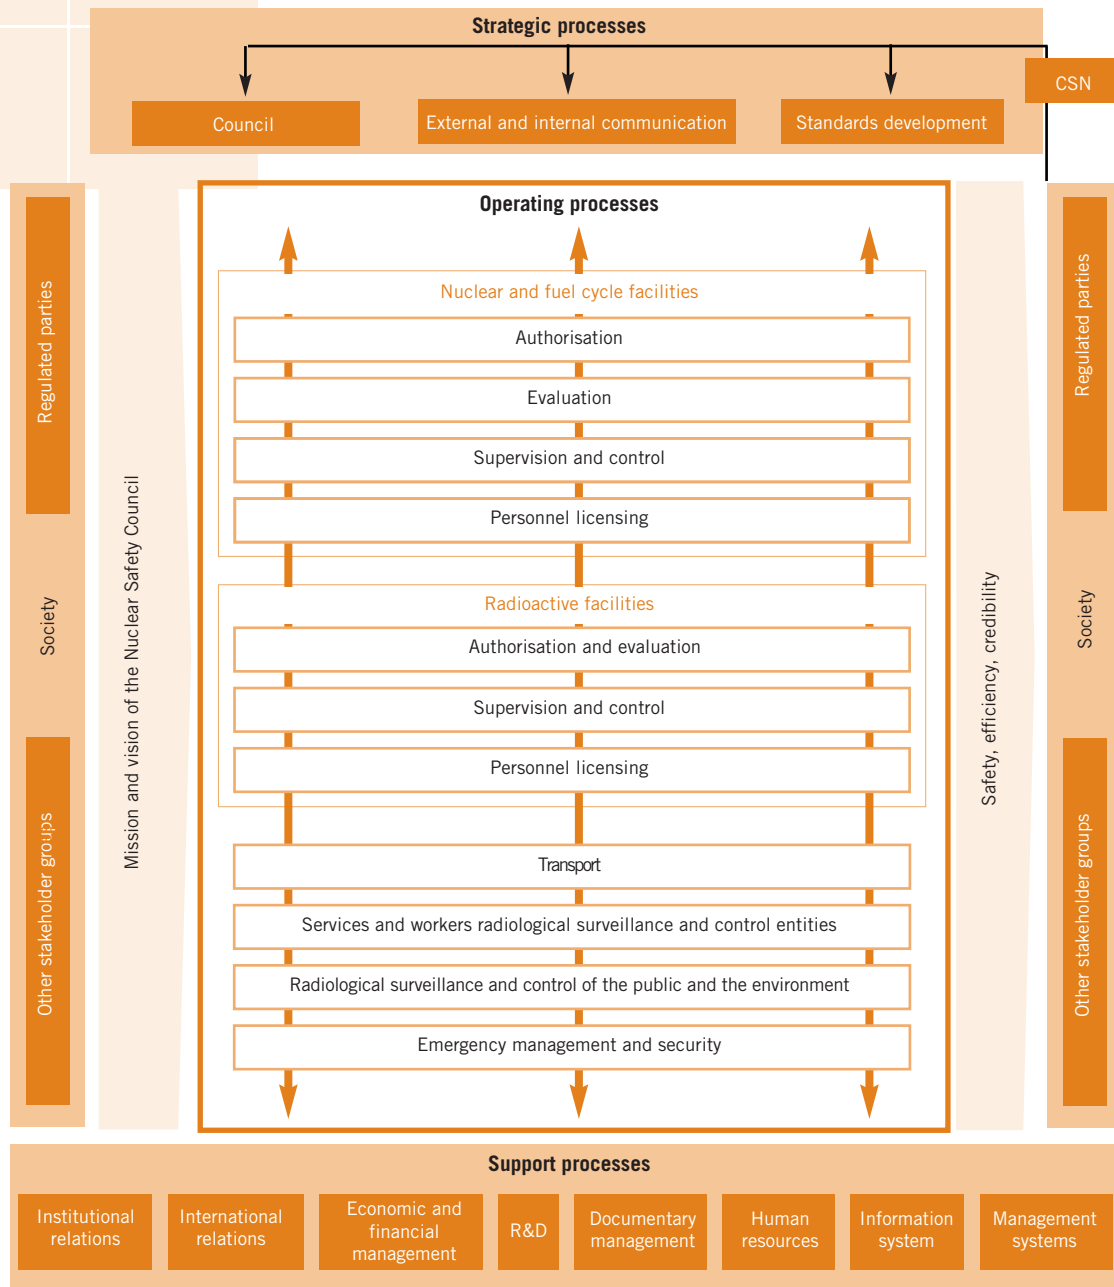 Strategic processes
CSN
Council
External and internal communication
Standards development
Regulated parties
Society
Other stakeholder groups
Mission and vision of the Nuclear Safety Council
Operating processes
Nuclear and fuel cycle facilities
Authorisation
Evaluation
Supervision and control
Personnel licensing
Radioactive facilities
Authorisation and evaluation
Supervision and control
Personnel licensing
Transport
Services and workers radiological surveillance and control entities
Radiological surveillance and control of the public and the environment
Emergency management and security
Safety, efficiency, credibility
Regulated parties
Society
Other stakeholder groups
Support processes
Institutional
relations
International
relations
Economic and
financial
management
R&D
Documentary
management
Human
resources
Information
system
Management
systems